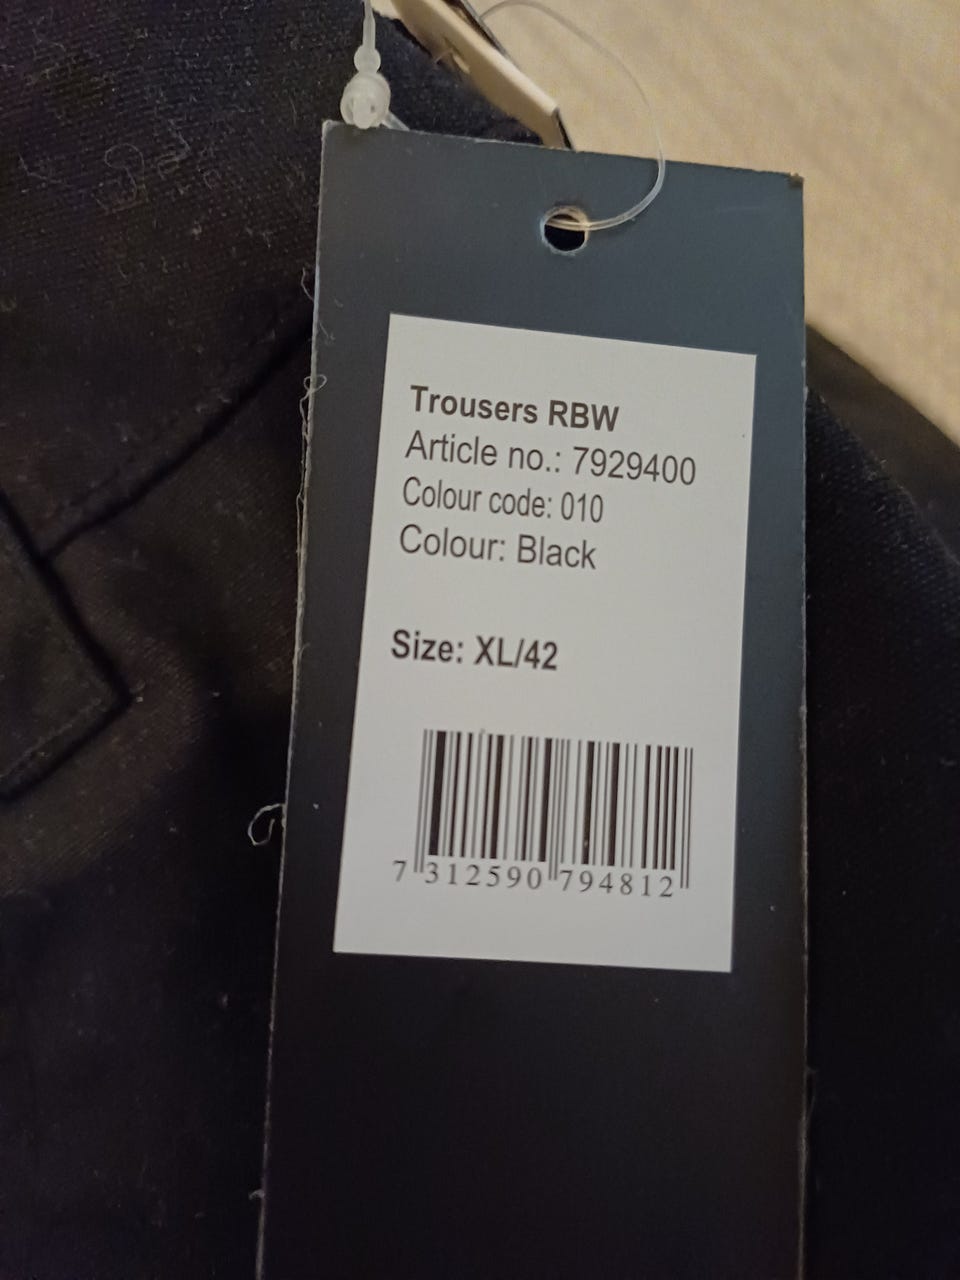 Trousers RBW
Article no.: 7929400
Colour code: 010
Colour: Black
Size: XL/42
7 312590 794812